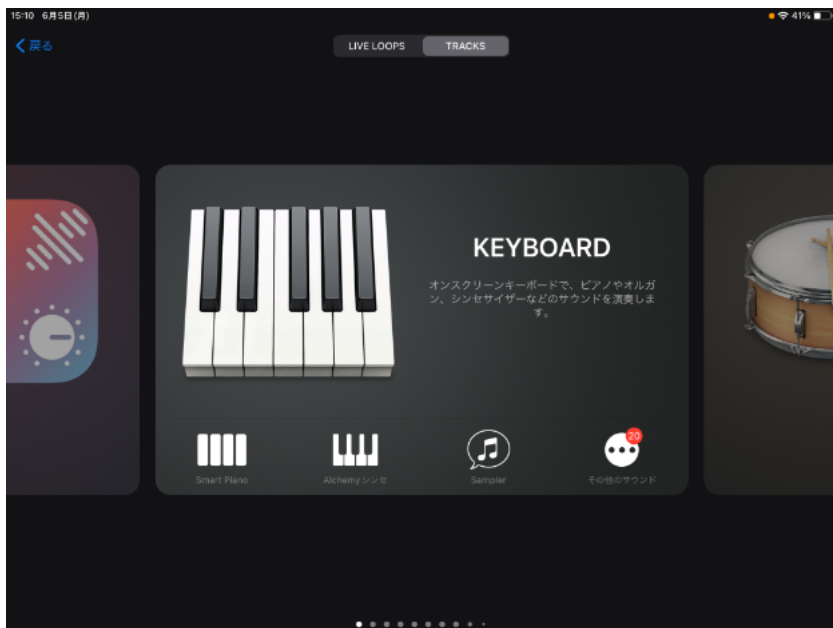 15:10 6月5日(月)
41%
戻る
LIVE LOOPS
TRACKS
KEYBOARD
オンスクリーンキーボードで、ピアノやオルガ
ン、シンセサイザーなどのサウンドを演奏しま
す。
20
Smart Piano
Alchemy シンセ
Sampler
その他のサウンド